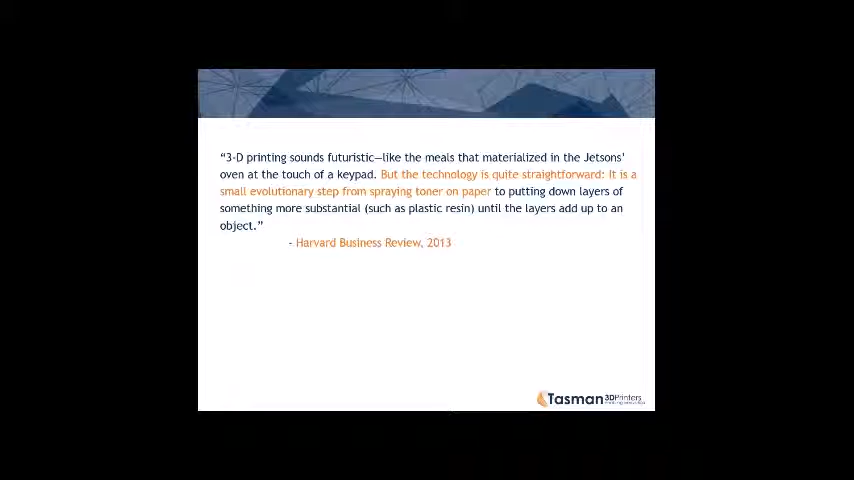 “3-D printing sounds futuristic—like the meals that materialized in the Jetsons’
oven at the touch of a keypad. But the technology is quite straightforward: It is a
small evolutionary step from spraying toner on paper to putting down layers of
something more substantial (such as plastic resin) until the layers add up to an
object.”
- Harvard Business Review, 2013
Tasman 3DPrinters